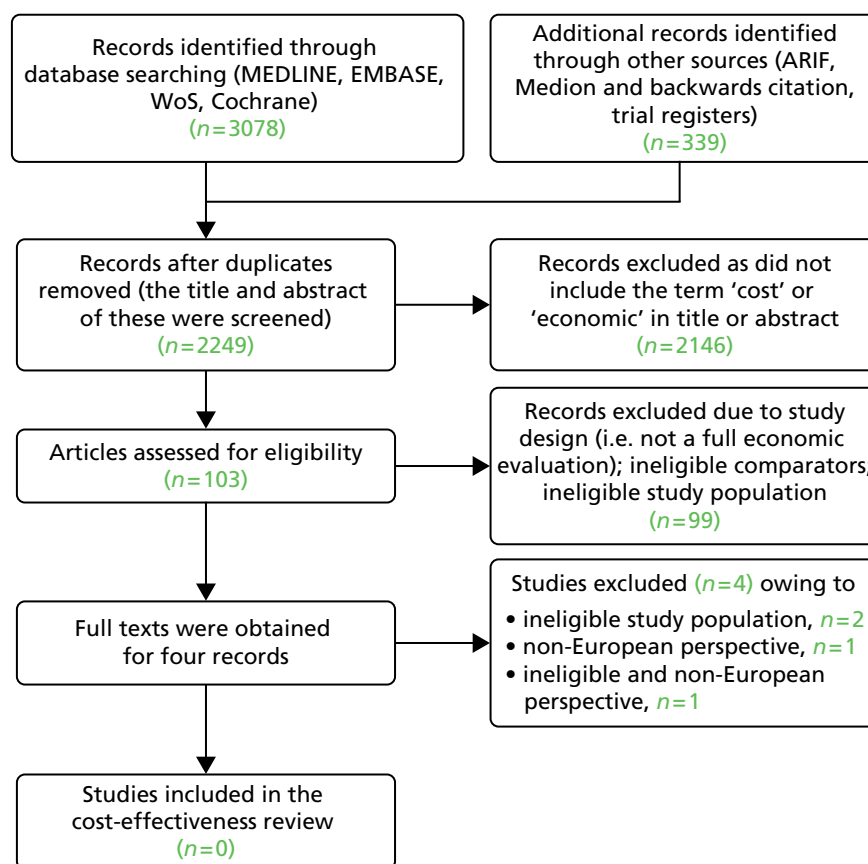 Records identified through
database searching (MEDLINE, EMBASE,
WoS, Cochrane)
(n=3078)
Additional records identified
through other sources (ARIF,
Medion and backwards citation,
trial registers)
(n=339)
Records after duplicates
removed (the title and abstract
of these were screened)
(n=2249)
Records excluded as did not
include the term ‘cost’ or
‘economic’ in title or abstract
(n=2146)
Articles assessed for eligibility
(n=103)
Records excluded due to study
design (i.e. not a full economic
evaluation); ineligible comparators,
ineligible study population
(n=99)
Full texts were obtained
for four records
Studies excluded (n=4) owing to
• ineligible study population, n=2
• non-European perspective, n=1
• ineligible and non-European
perspective, n=1
Studies included in the
cost-effectiveness review
(n=0)